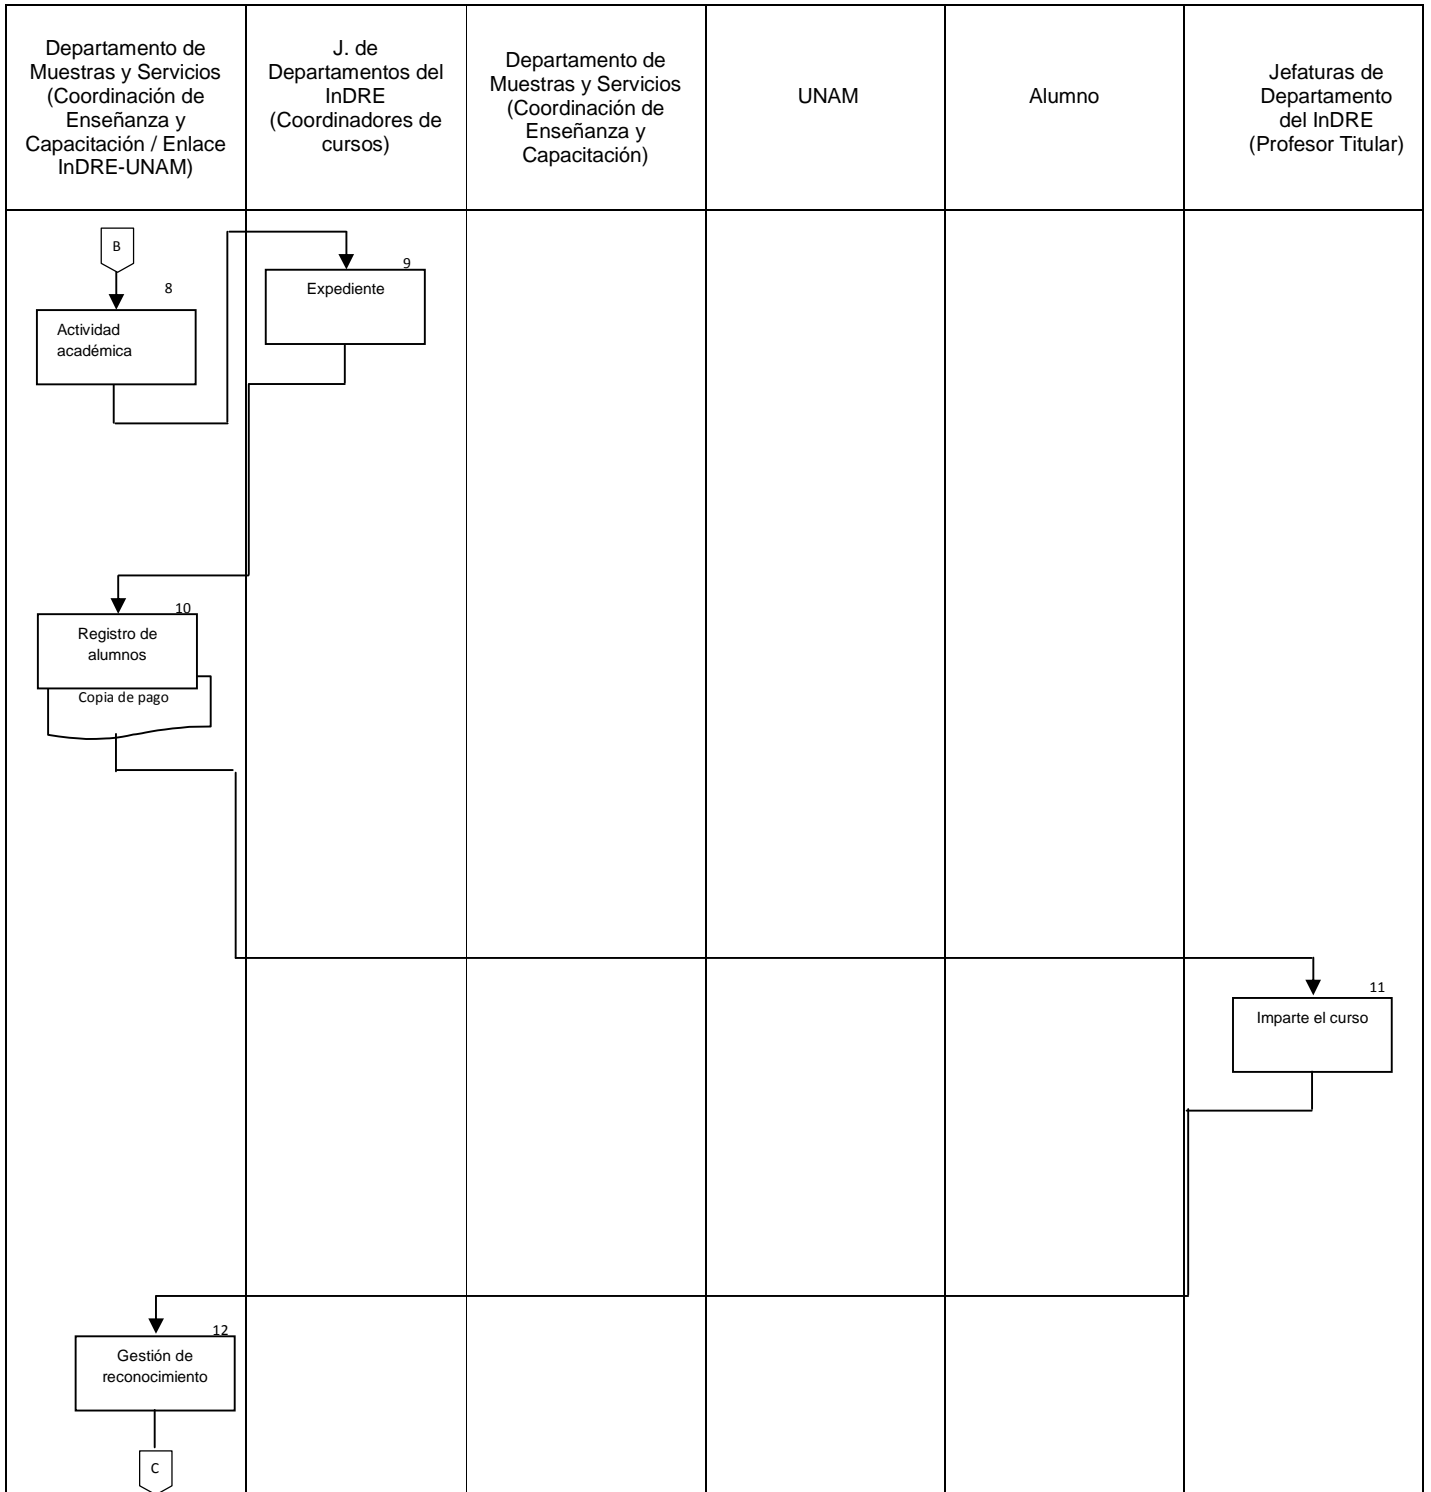 Departamento de
Muestras y Servicios
(Coordinación de
Enseñanza y
Capacitación / Enlace
InDRE-UNAM)
J. de
Departamentos del
InDRE
(Coordinadores de
cursos)
Departamento de
Muestras y Servicios
(Coordinación de
Enseñanza y
Capacitación)
UNAM
Alumno
Jefaturas de
Departamento
del InDRE
(Profesor Titular)
B
8
Actividad
académica
9
Expediente
10
Registro de
alumnos
Copia de pago
11
Imparte el curso
12
Gestión de
reconocimiento
C